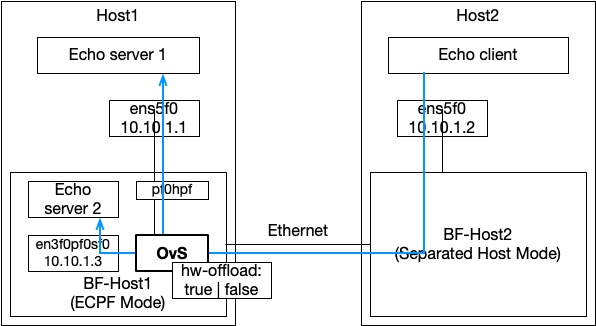 Host1
Echo server 1
ens5f0
10.10.1.1
pf0hpf
Echo
server 2
en3f0pf0sf0
10.10.1.3
OvS
hw-offload:
true | false
BF-Host1
(ECPF Mode)
Ethernet
Host2
Echo client
ens5f0
10.10.1.2
BF-Host2
(Separated Host Mode)